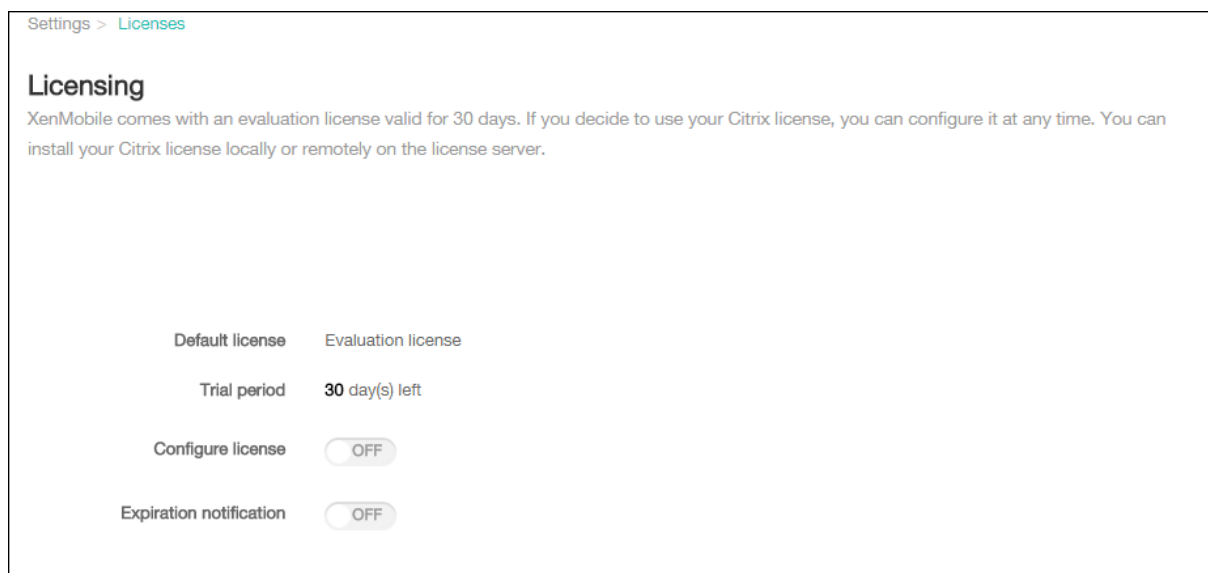 Settings > Licenses
Licensing
XenMobile comes with an evaluation license valid for 30 days. If you decide to use your Citrix license, you can configure it at any time. You can
install your Citrix license locally or remotely on the license server.
Default license Evaluation license
Trial period 30 day(s) left
Configure license OFF
Expiration notification OFF